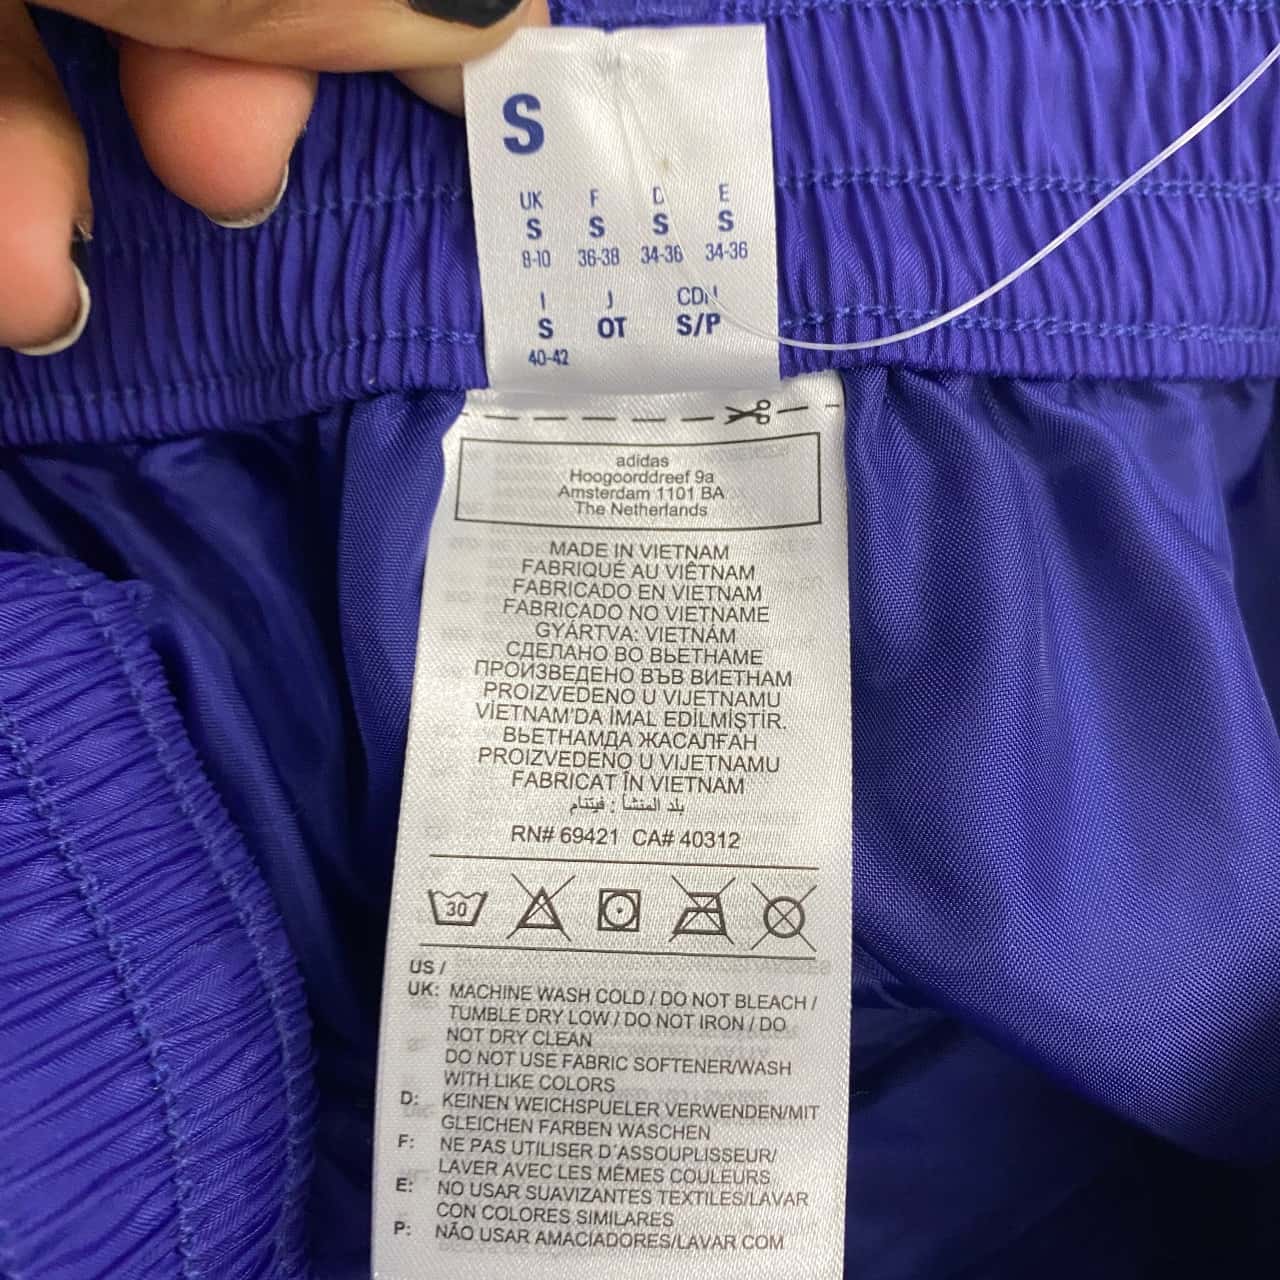 S
UK F D E
S S S S
8-10 36-38 34-36 34-36
I J CDN
S OT S/P
40-42
adidas
Hoogoorddreef 9a
Amsterdam 1101 BA
The Netherlands
MADE IN VIETNAM
FABRIQUÉ AU VIÊTNAM
FABRICADO EN VIETNAM
FABRICADO NO VIETNAME
GYÁRTVA: VIETNÁM
СДЕЛАНО ВО ВЬЕТНАМЕ
ПРОИЗВЕДЕНО ВЪВ ВИЕТНАМ
PROIZVEDENO U VIJETNAMU
VİETNAM'DA İMAL EDİLMİŞTİR.
ВЬЕТНАМДА ЖАСАЛҒАН
PROIZVEDENO U VIJETNAMU
FABRICAT ÎN VIETNAM
بلد المنشأ : فيتنام
RN# 69421 CA# 40312
30
US /
UK: MACHINE WASH COLD / DO NOT BLEACH /
TUMBLE DRY LOW / DO NOT IRON / DO
NOT DRY CLEAN
DO NOT USE FABRIC SOFTENER/WASH
WITH LIKE COLORS
D: KEINEN WEICHSPUELER VERWENDEN/MIT
GLEICHEN FARBEN WASCHEN
F: NE PAS UTILISER D´ASSOUPLISSEUR/
LAVER AVEC LES MÊMES COULEURS
E: NO USAR SUAVIZANTES TEXTILES/LAVAR
CON COLORES SIMILARES
P: NÃO USAR AMACIADORES/LAVAR COM